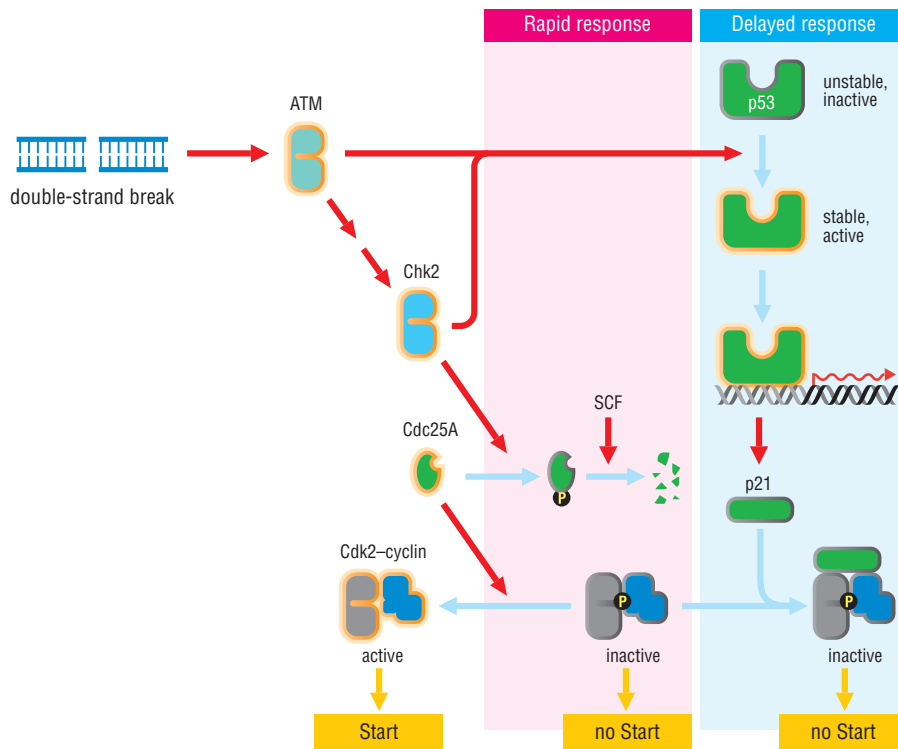 Rapid response
Delayed response
p53
unstable,
inactive
ATM
double-strand break
stable,
active
Chk2
SCF
Cdc25A
P
p21
Cdk2–cyclin
P
P
active
inactive
inactive
Start
no Start
no Start